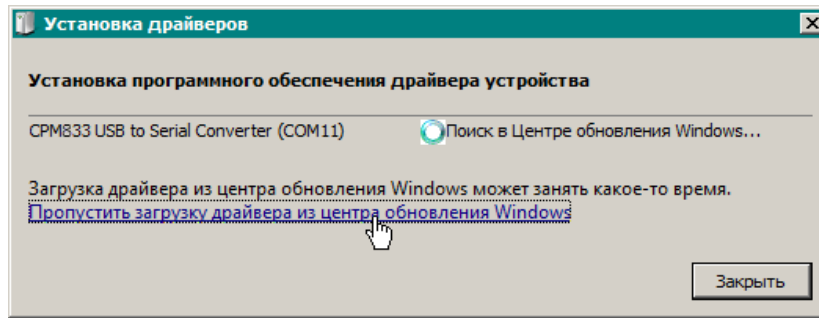 Установка драйверов
Установка программного обеспечения драйвера устройства
CPM833 USB to Serial Converter (COM11) Поиск в Центре обновления Windows...
Загрузка драйвера из центра обновления Windows может занять какое-то время.
Пропустить загрузку драйвера из центра обновления Windows
Закрыть